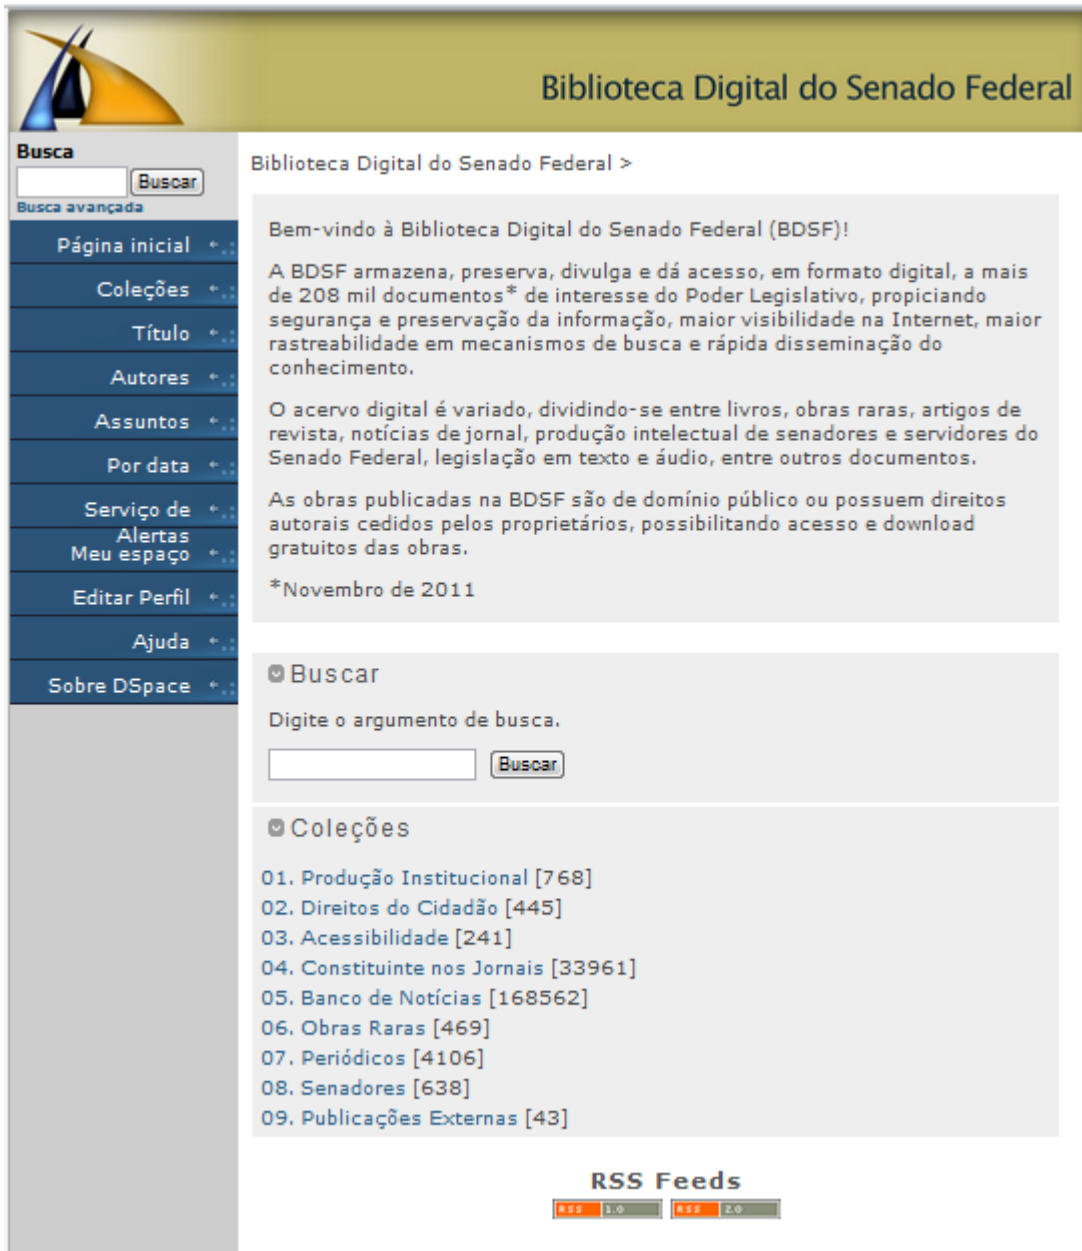 Biblioteca Digital do Senado Federal
Busca
Buscar
Busca avançada
Página inicial
Coleções
Título
Autores
Assuntos
Por data
Serviço de
Alertas
Meu espaço
Editar Perfil
Ajuda
Sobre DSpace
Biblioteca Digital do Senado Federal >
Bem-vindo à Biblioteca Digital do Senado Federal (BDSF)!
A BDSF armazena, preserva, divulga e dá acesso, em formato digital, a mais
de 208 mil documentos* de interesse do Poder Legislativo, propiciando
segurança e preservação da informação, maior visibilidade na Internet, maior
rastreabilidade em mecanismos de busca e rápida disseminação do
conhecimento.
O acervo digital é variado, dividindo-se entre livros, obras raras, artigos de
revista, notícias de jornal, produção intelectual de senadores e servidores do
Senado Federal, legislação em texto e áudio, entre outros documentos.
As obras publicadas na BDSF são de domínio público ou possuem direitos
autorais cedidos pelos proprietários, possibilitando acesso e download
gratuitos das obras.
*Novembro de 2011
Buscar
Digite o argumento de busca.
Buscar
Coleções
01. Produção Institucional [768]
02. Direitos do Cidadão [445]
03. Acessibilidade [241]
04. Constituinte nos Jornais [33961]
05. Banco de Notícias [168562]
06. Obras Raras [469]
07. Periódicos [4106]
08. Senadores [638]
09. Publicações Externas [43]
RSS Feeds
RSS 1.0 RSS 2.0